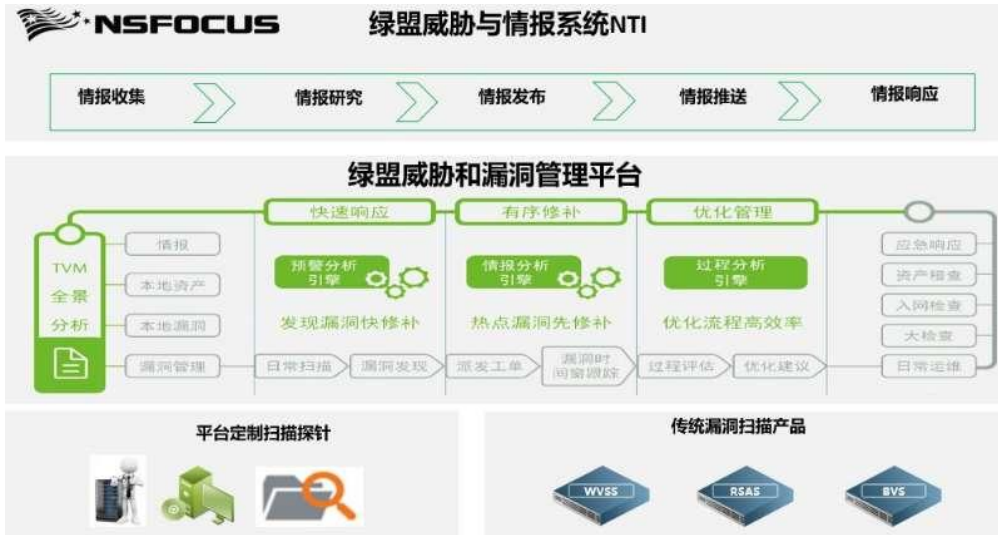 NSFOCUS
绿盟威胁与情报系统NTI
情报收集
情报研究
情报发布
情报推送
情报响应
绿盟威胁和漏洞管理平台
快速响应
有序修补
优化管理
TVM
全景
分析
情报
本地资产
本地漏洞
漏洞管理
预警分析
引擎
发现漏洞快修补
日常扫描
漏洞发现
情报分析
引擎
热点漏洞先修补
派发工单
漏洞时
间窗跟踪
过程分析
引擎
优化流程高效率
过程评估
优化建议
应急响应
资产稽查
入网检查
大检查
日常运维
平台定制扫描探针
传统漏洞扫描产品
WVSS
RSAS
BVS